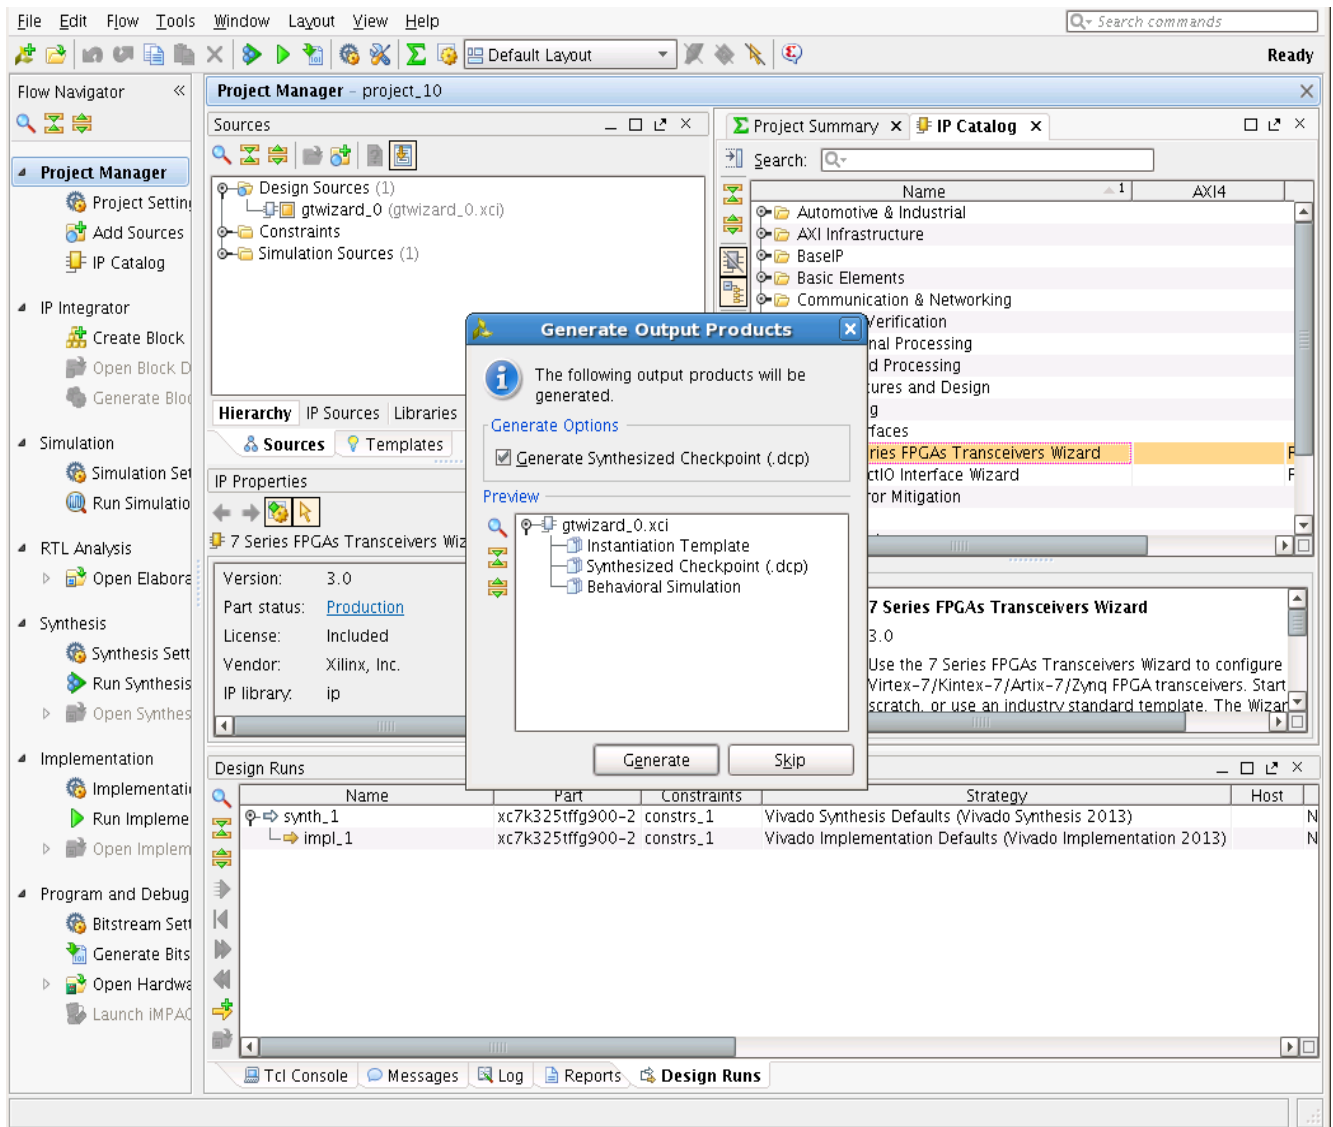 File Edit Flow Tools Window Layout View Help
Search commands
Default Layout
Ready
Flow Navigator
Project Manager
Project Settin
Add Sources
IP Catalog
IP Integrator
Create Block
Open Block D
Generate Bloc
Simulation
Simulation Set
Run Simulatio
RTL Analysis
Open Elabora
Synthesis
Synthesis Sett
Run Synthesis
Open Synthes
Implementation
Implementati
Run Impleme
Open Implem
Program and Debug
Bitstream Sett
Generate Bits
Open Hardwa
Launch iMPAC
Project Manager - project_10
Sources
Design Sources (1)
gtwizard_0 (gtwizard_0.xci)
Constraints
Simulation Sources (1)
Hierarchy IP Sources Libraries
Sources Templates
IP Properties
7 Series FPGAs Transceivers Wiz
Version: 3.0
Part status: Production
License: Included
Vendor: Xilinx, Inc.
IP library: ip
Project Summary IP Catalog
Search:
Name 1 AXI4
Automotive & Industrial
AXI Infrastructure
BaseIP
Basic Elements
Communication & Networking
Verification
nal Processing
d Processing
ures and Design
g
faces
ries FPGAs Transceivers Wizard F
ctIO Interface Wizard F
or Mitigation
7 Series FPGAs Transceivers Wizard
3.0
Use the 7 Series FPGAs Transceivers Wizard to configure
Virtex-7/Kintex-7/Artix-7/Zynq FPGA transceivers. Start
scratch, or use an industry standard template. The Wizar
Generate Output Products
The following output products will be
generated.
Generate Options
Generate Synthesized Checkpoint (.dcp)
Preview
gtwizard_0.xci
Instantiation Template
Synthesized Checkpoint (.dcp)
Behavioral Simulation
Generate Skip
Design Runs
Name Part Constraints Strategy Host
synth_1 xc7k325tffg900-2 constrs_1 Vivado Synthesis Defaults (Vivado Synthesis 2013) N
impl_1 xc7k325tffg900-2 constrs_1 Vivado Implementation Defaults (Vivado Implementation 2013) N
Tcl Console Messages Log Reports Design Runs